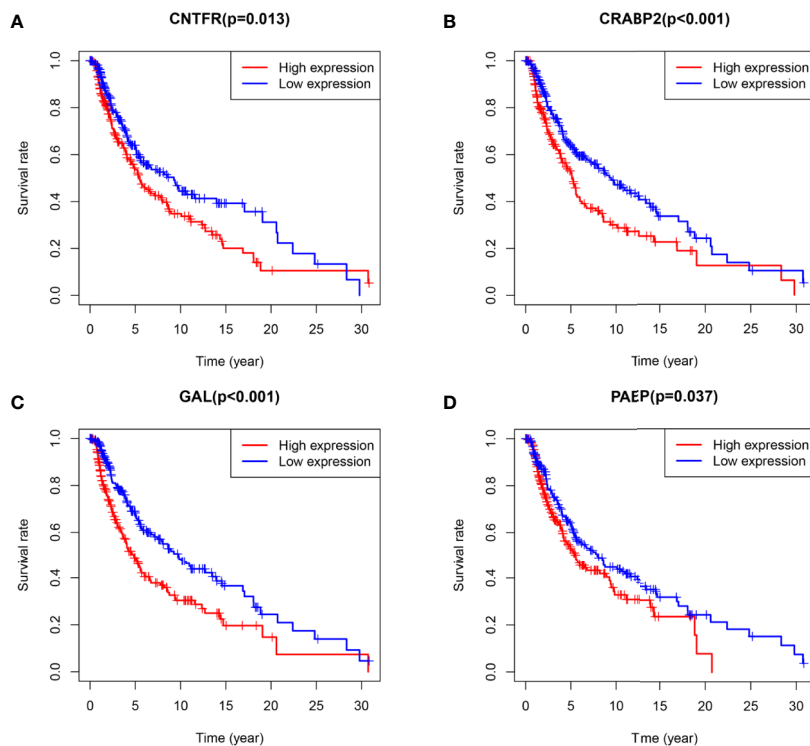 A
CNTFR(p=0.013)
High expression
Low expression
Survival rate
1.0
0.8
0.6
0.4
0.2
0.0
0 5 10 15 20 25 30
Time (year)
B
CRABP2(p<0.001)
High expression
Low expression
Survival rate
1.0
0.8
0.6
0.4
0.2
0.0
0 5 10 15 20 25 30
Time (year)
C
GAL(p<0.001)
High expression
Low expression
Survival rate
1.0
0.8
0.6
0.4
0.2
0.0
0 5 10 15 20 25 30
Time (year)
D
PAEP(p=0.037)
High expression
Low expression
Survival rate
1.0
0.8
0.6
0.4
0.2
0.0
0 5 10 15 20 25 30
Tme (year)